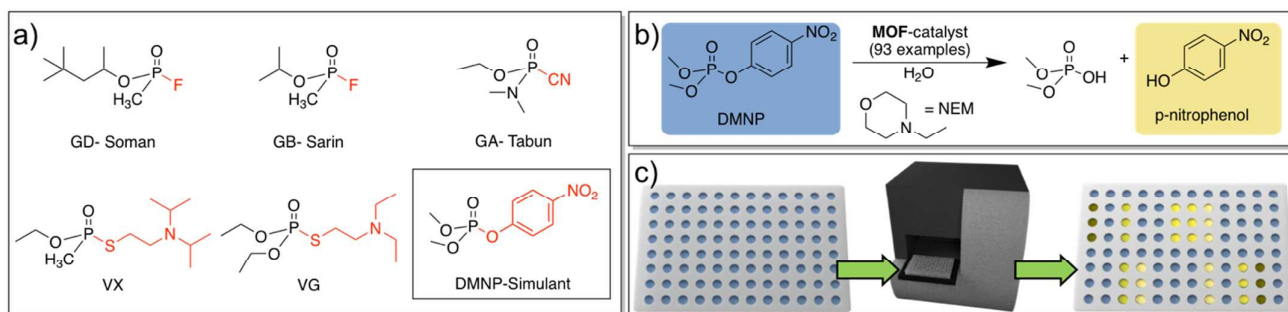 a)
O
O
P
F
H₃C
GD- Soman
O
O
P
F
H₃C
GB- Sarin
O
O
P
CN
N
GA- Tabun
O
O
P
S
H₃C
N
VX
O
O
P
S
O
N
VG
O
O
P
O
O
NO₂
DMNP-Simulant
b)
O
O
P
O
O
NO₂
DMNP
MOF-catalyst
(93 examples)
H₂O
O
N
= NEM
O
O
P
OH
O
+
NO₂
HO
p-nitrophenol
c)